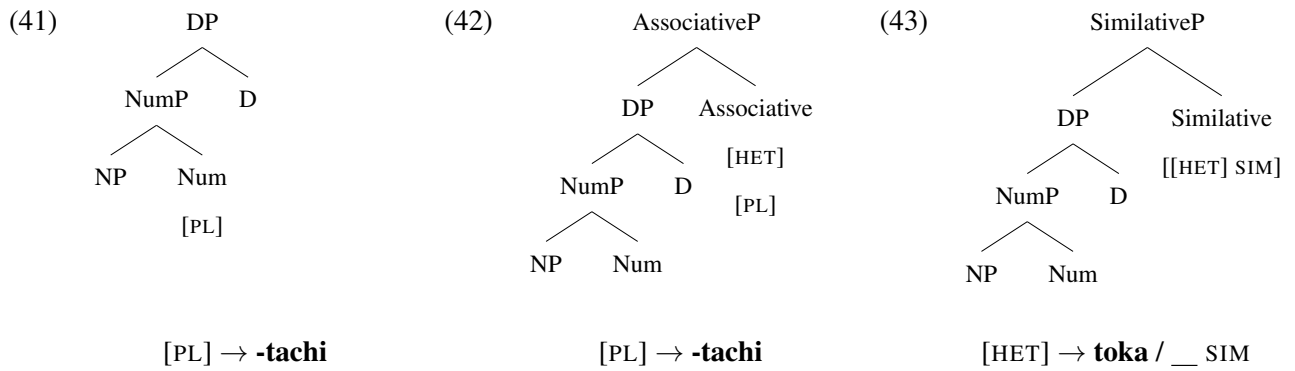 (41) DP (42) AssociativeP (43) SimilativeP
NumP D DP Associative DP Similative
NP Num NumP D [HET] NumP D [[HET] SIM]
[PL] NP Num [PL] NP Num
[PL] → -tachi [PL] → -tachi [HET] → toka / __ SIM